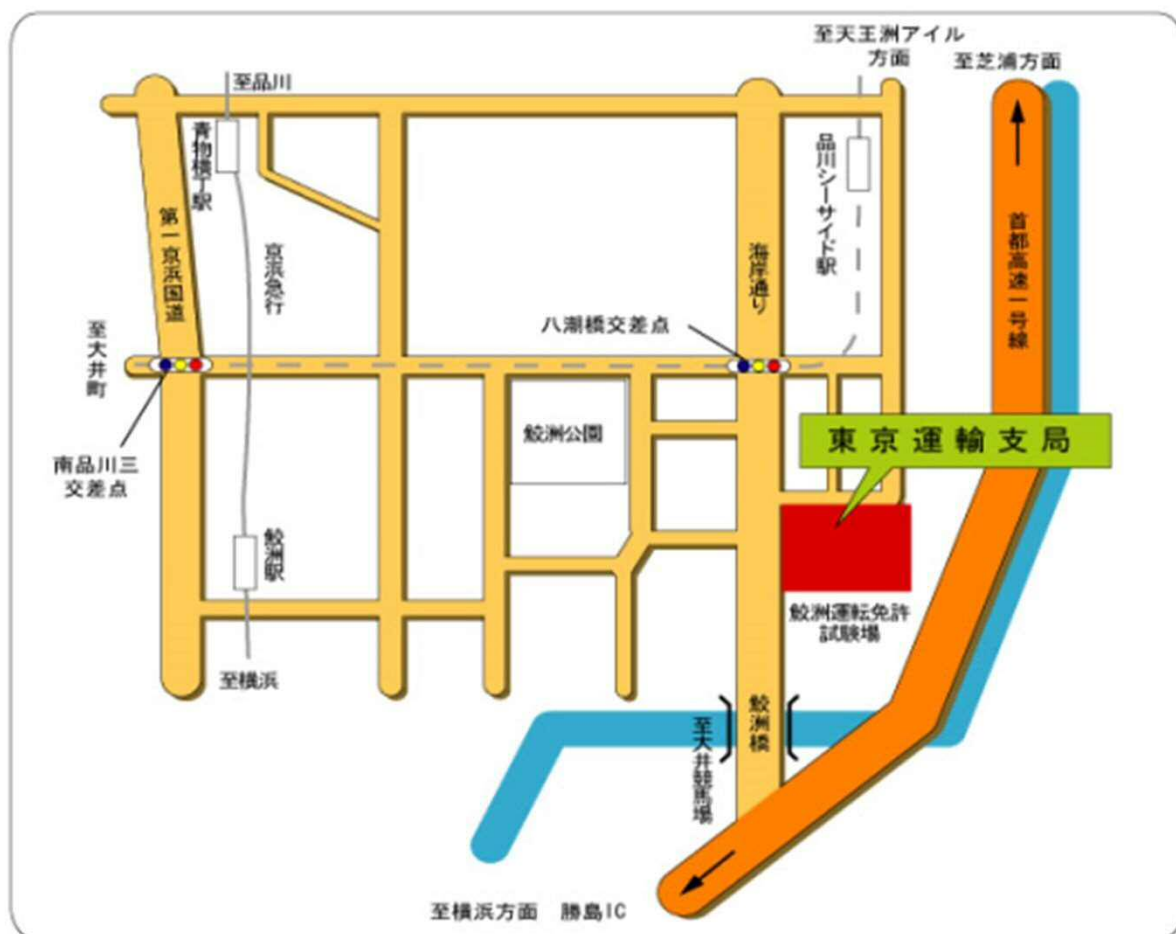 至天王洲アイル
方面
至芝浦方面
至品川
青物横丁駅
品川シーサイド駅
第一京浜国道
京浜急行
海岸通り
首都高速一号線
八潮橋交差点
至大井町
鮫洲公園
東京運輸支局
南品川三
交差点
鮫洲駅
鮫洲運転免許
試験場
至横浜
鮫洲橋
至大井競馬場
至横浜方面 勝島IC